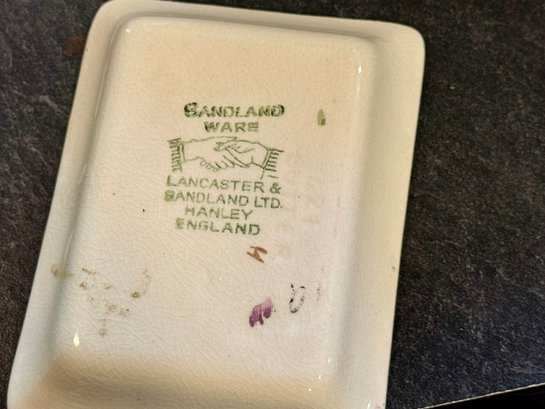 SANDLAND
WARE
LANCASTER &
SANDLAND LTD.
HANLEY
ENGLAND